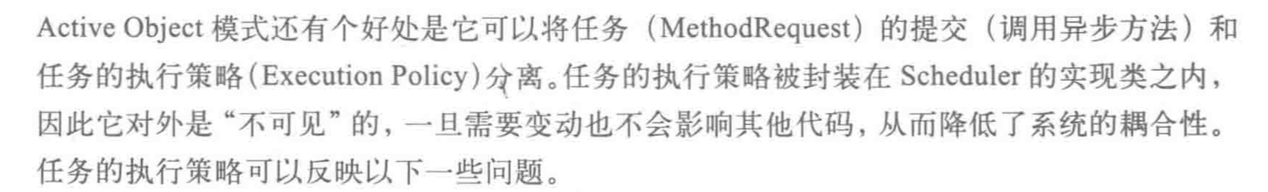 Active Object 模式还有个好处是它可以将任务（MethodRequest）的提交（调用异步方法）和
任务的执行策略(Execution Policy)分离。任务的执行策略被封装在 Scheduler 的实现类之内，
因此它对外是“不可见”的，一旦需要变动也不会影响其他代码，从而降低了系统的耦合性。
任务的执行策略可以反映以下一些问题。